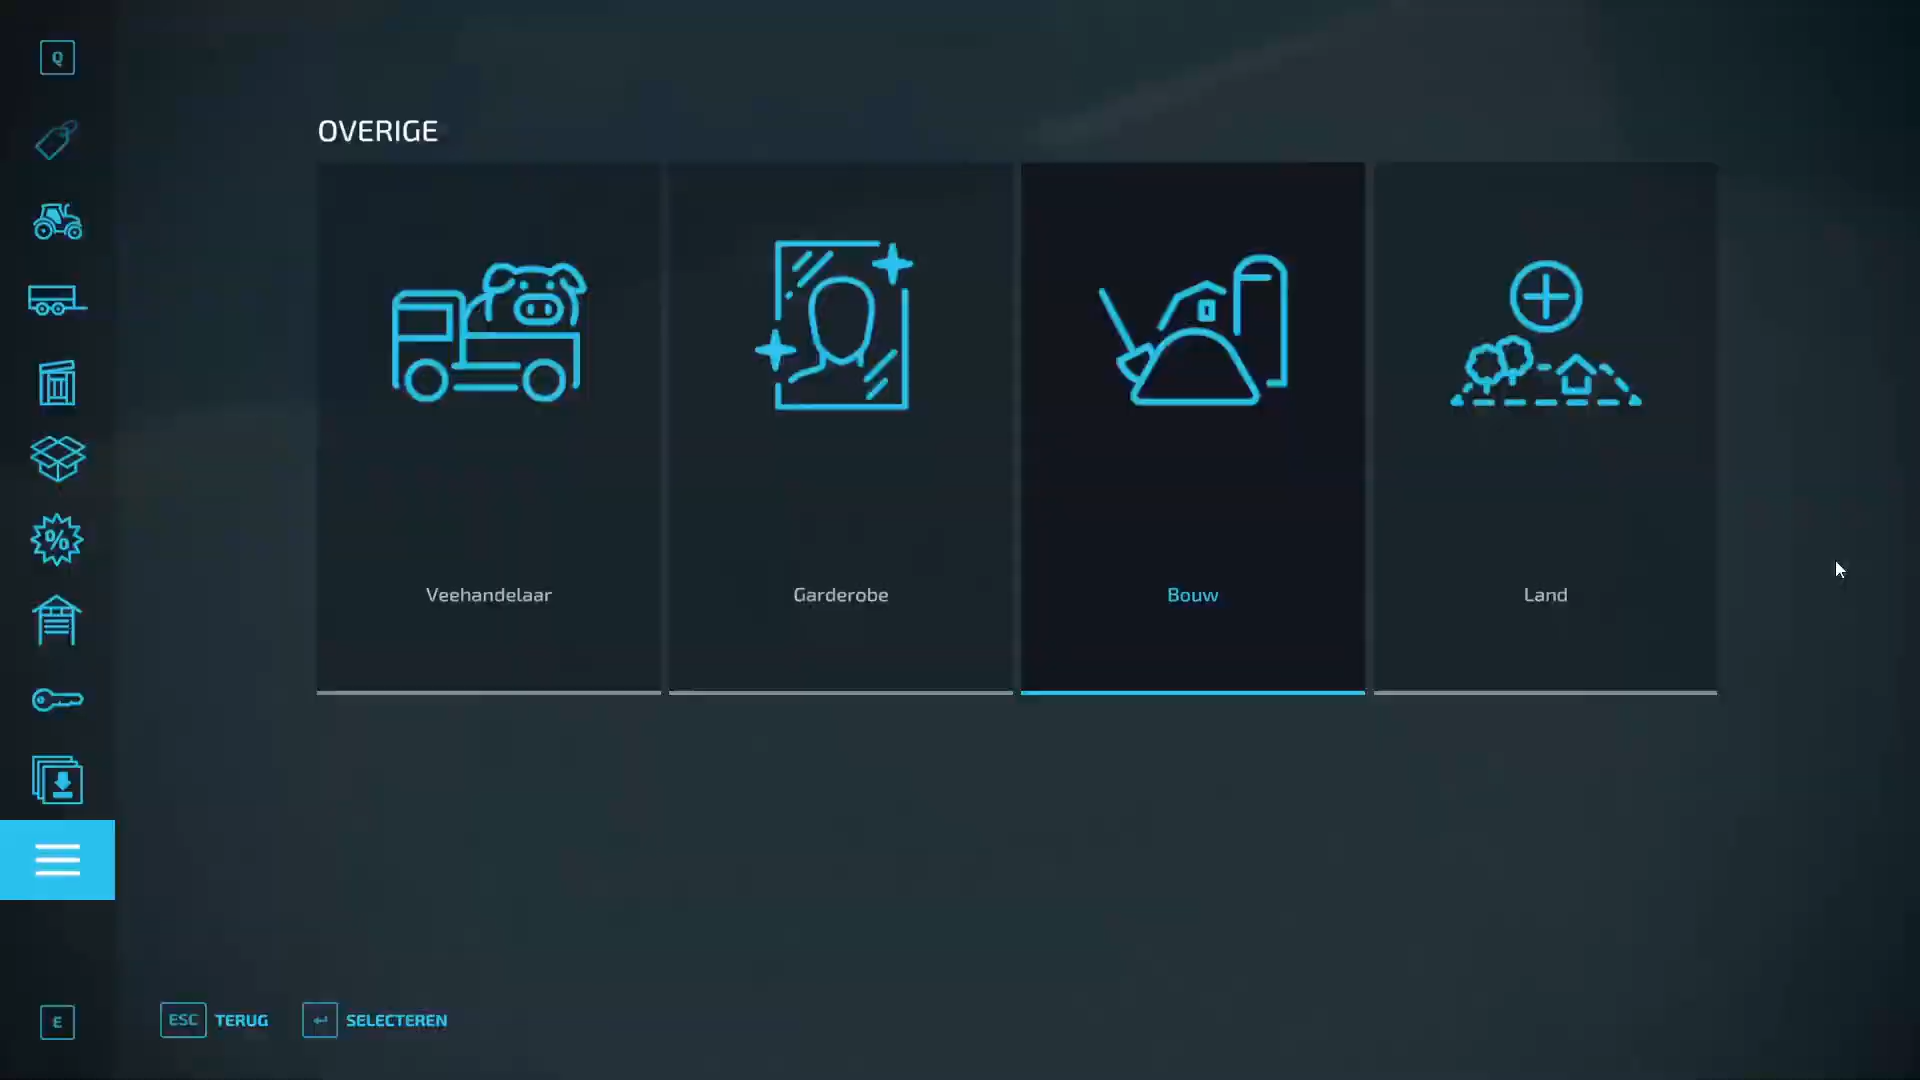 Q
OVERIGE
%
Veehandelaar
Garderobe
Bouw
Land
E
ESC TERUG
SELECTEREN